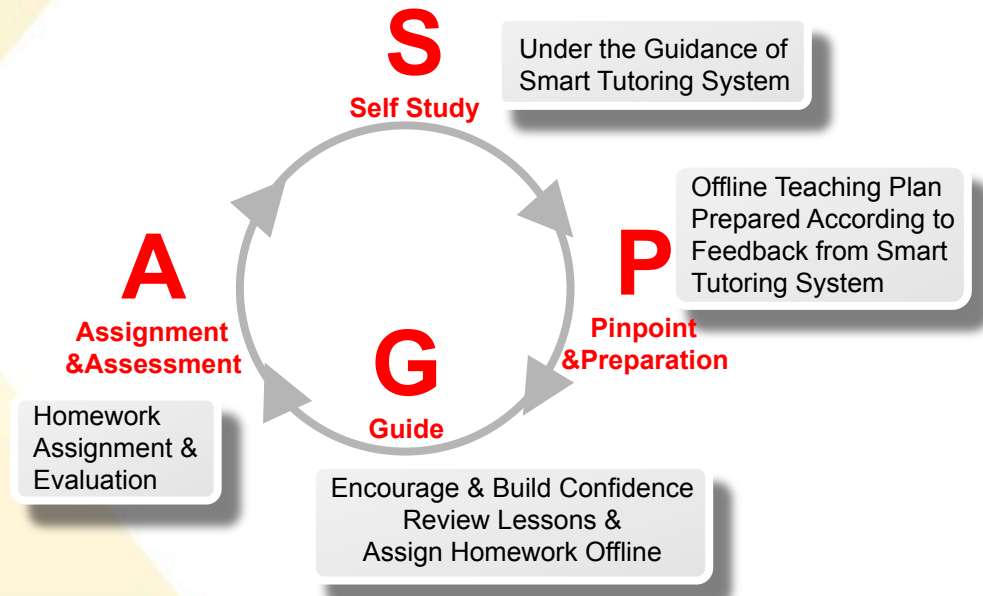 S
Self Study
Under the Guidance of
Smart Tutoring System
P
Pinpoint
&Preparation
Offline Teaching Plan
Prepared According to
Feedback from Smart
Tutoring System
G
Guide
Encourage & Build Confidence
Review Lessons &
Assign Homework Offline
A
Assignment
&Assessment
Homework
Assignment &
Evaluation